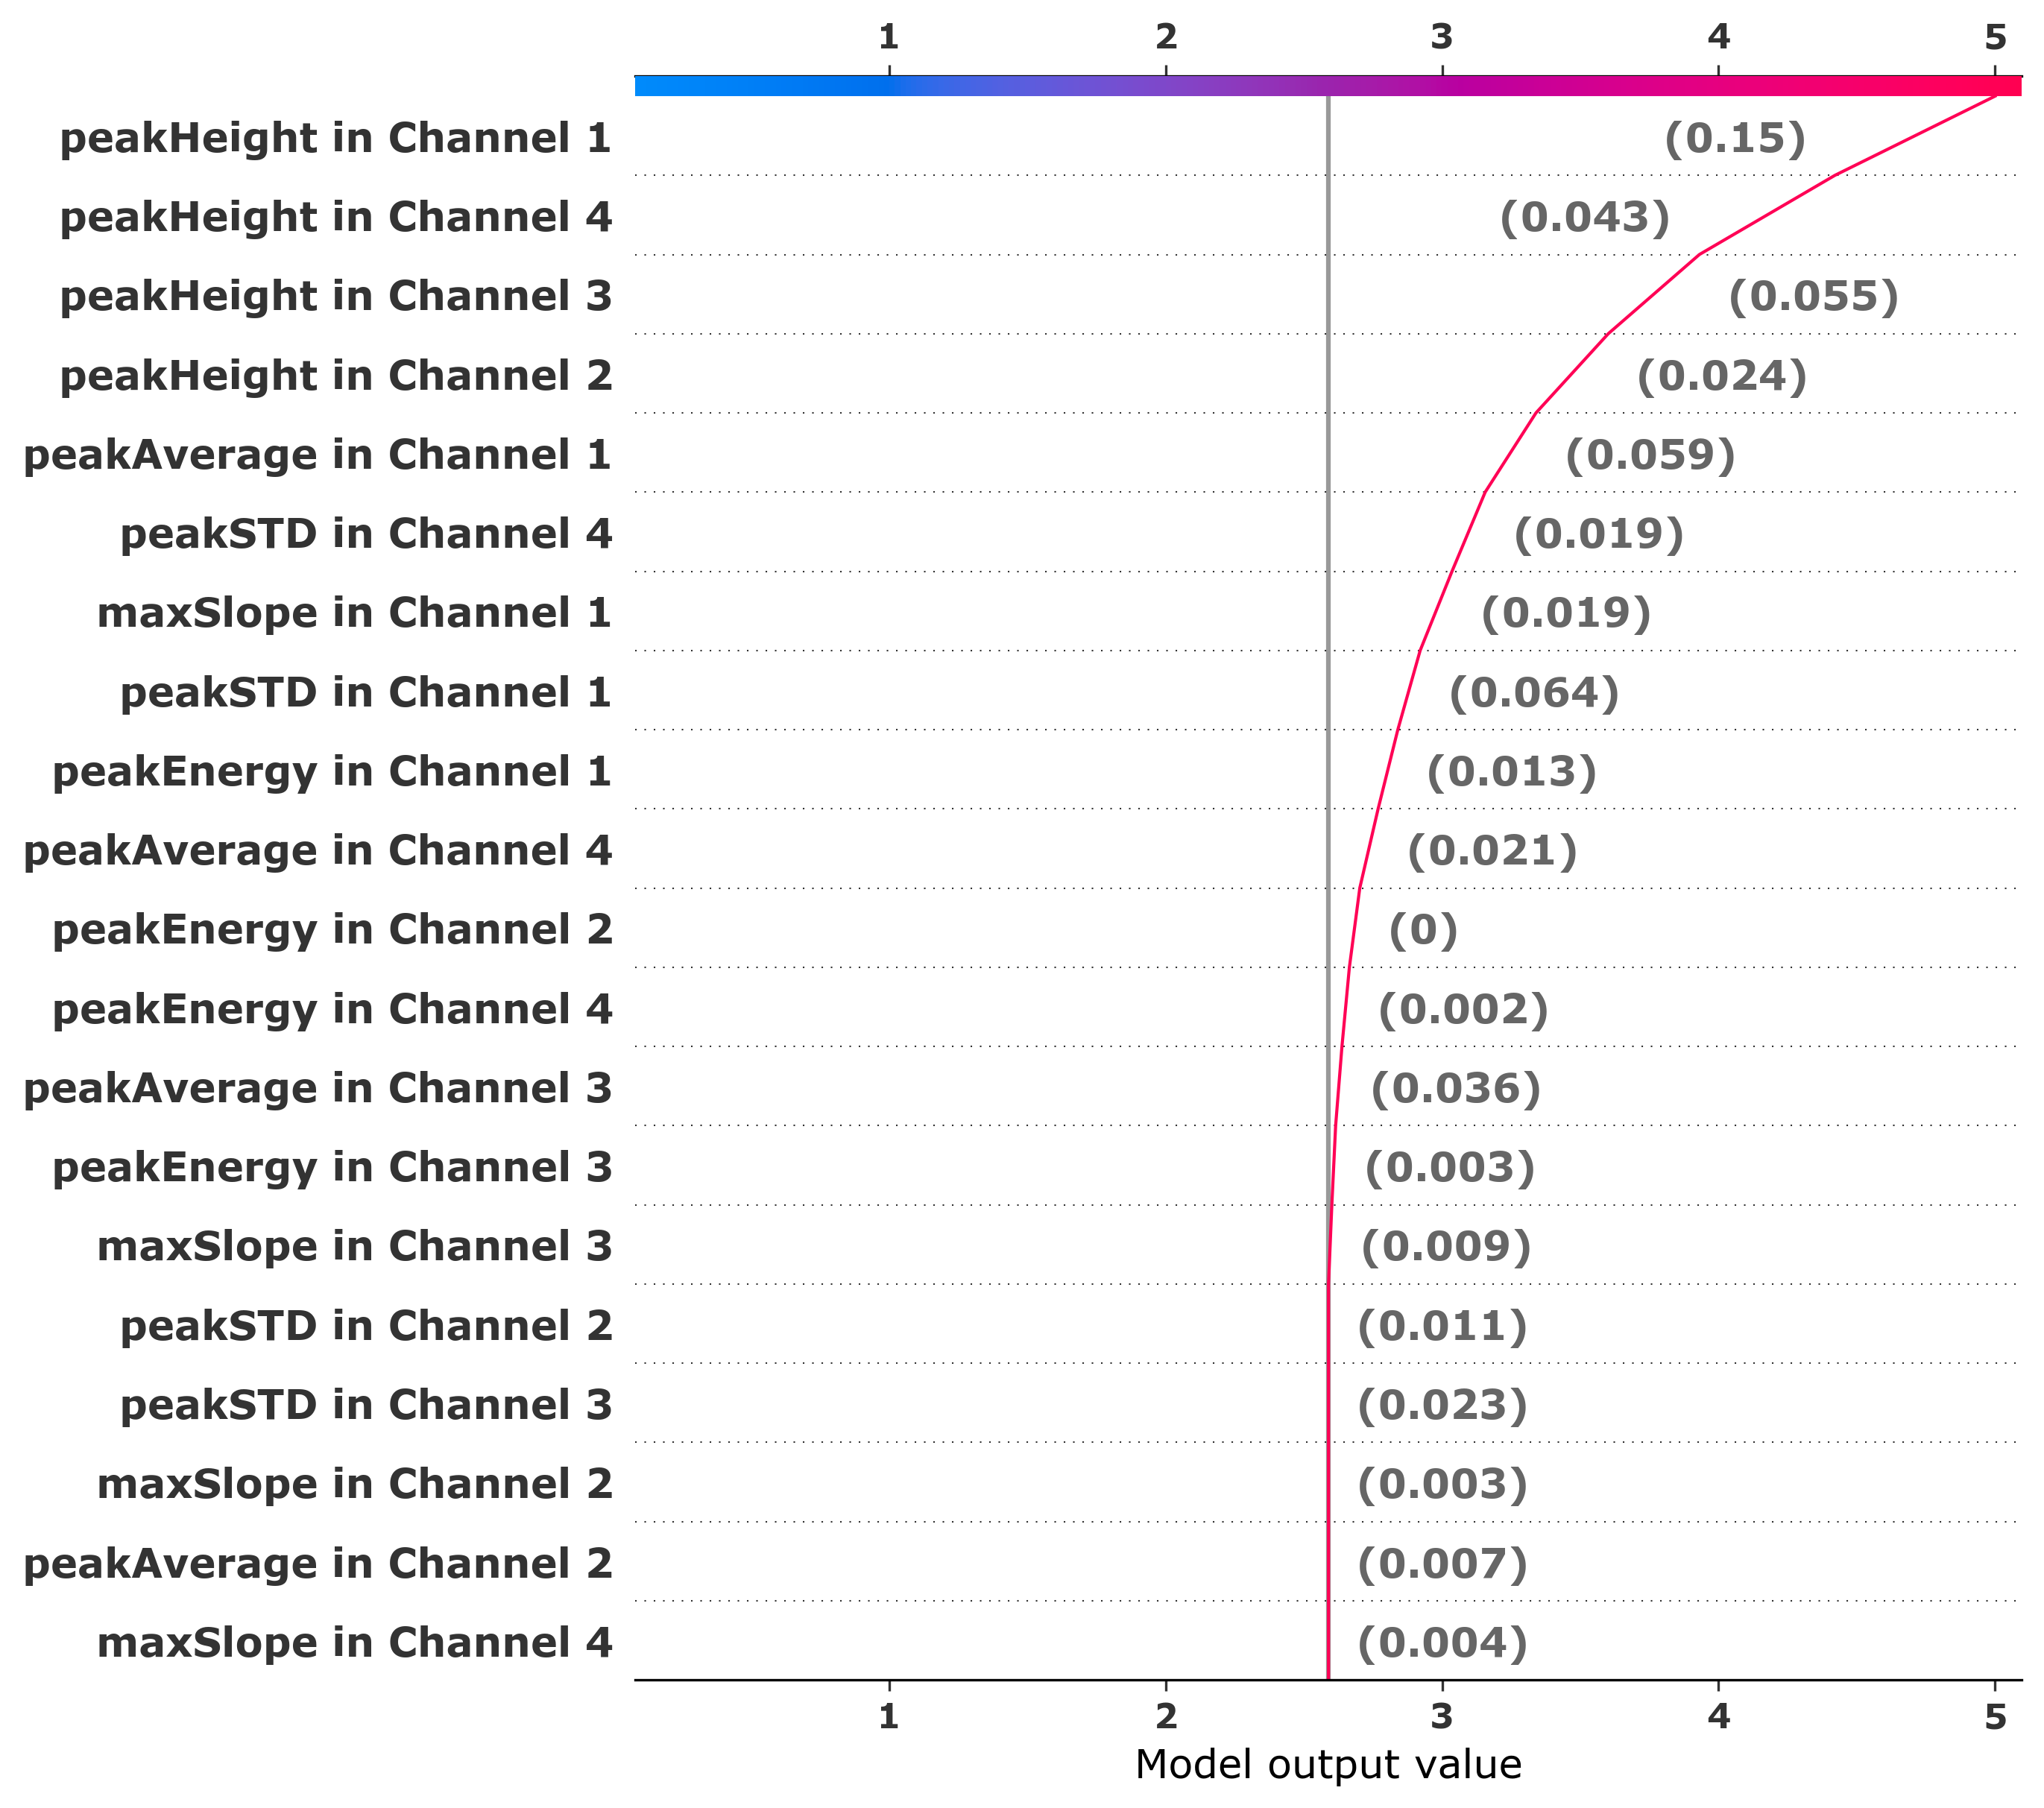 1 2 3 4 5
peakHeight in Channel 1 (0.15)
peakHeight in Channel 4 (0.043)
peakHeight in Channel 3 (0.055)
peakHeight in Channel 2 (0.024)
peakAverage in Channel 1 (0.059)
peakSTD in Channel 4 (0.019)
maxSlope in Channel 1 (0.019)
peakSTD in Channel 1 (0.064)
peakEnergy in Channel 1 (0.013)
peakAverage in Channel 4 (0.021)
peakEnergy in Channel 2 (0)
peakEnergy in Channel 4 (0.002)
peakAverage in Channel 3 (0.036)
peakEnergy in Channel 3 (0.003)
maxSlope in Channel 3 (0.009)
peakSTD in Channel 2 (0.011)
peakSTD in Channel 3 (0.023)
maxSlope in Channel 2 (0.003)
peakAverage in Channel 2 (0.007)
maxSlope in Channel 4 (0.004)
1 2 3 4 5
Model output value